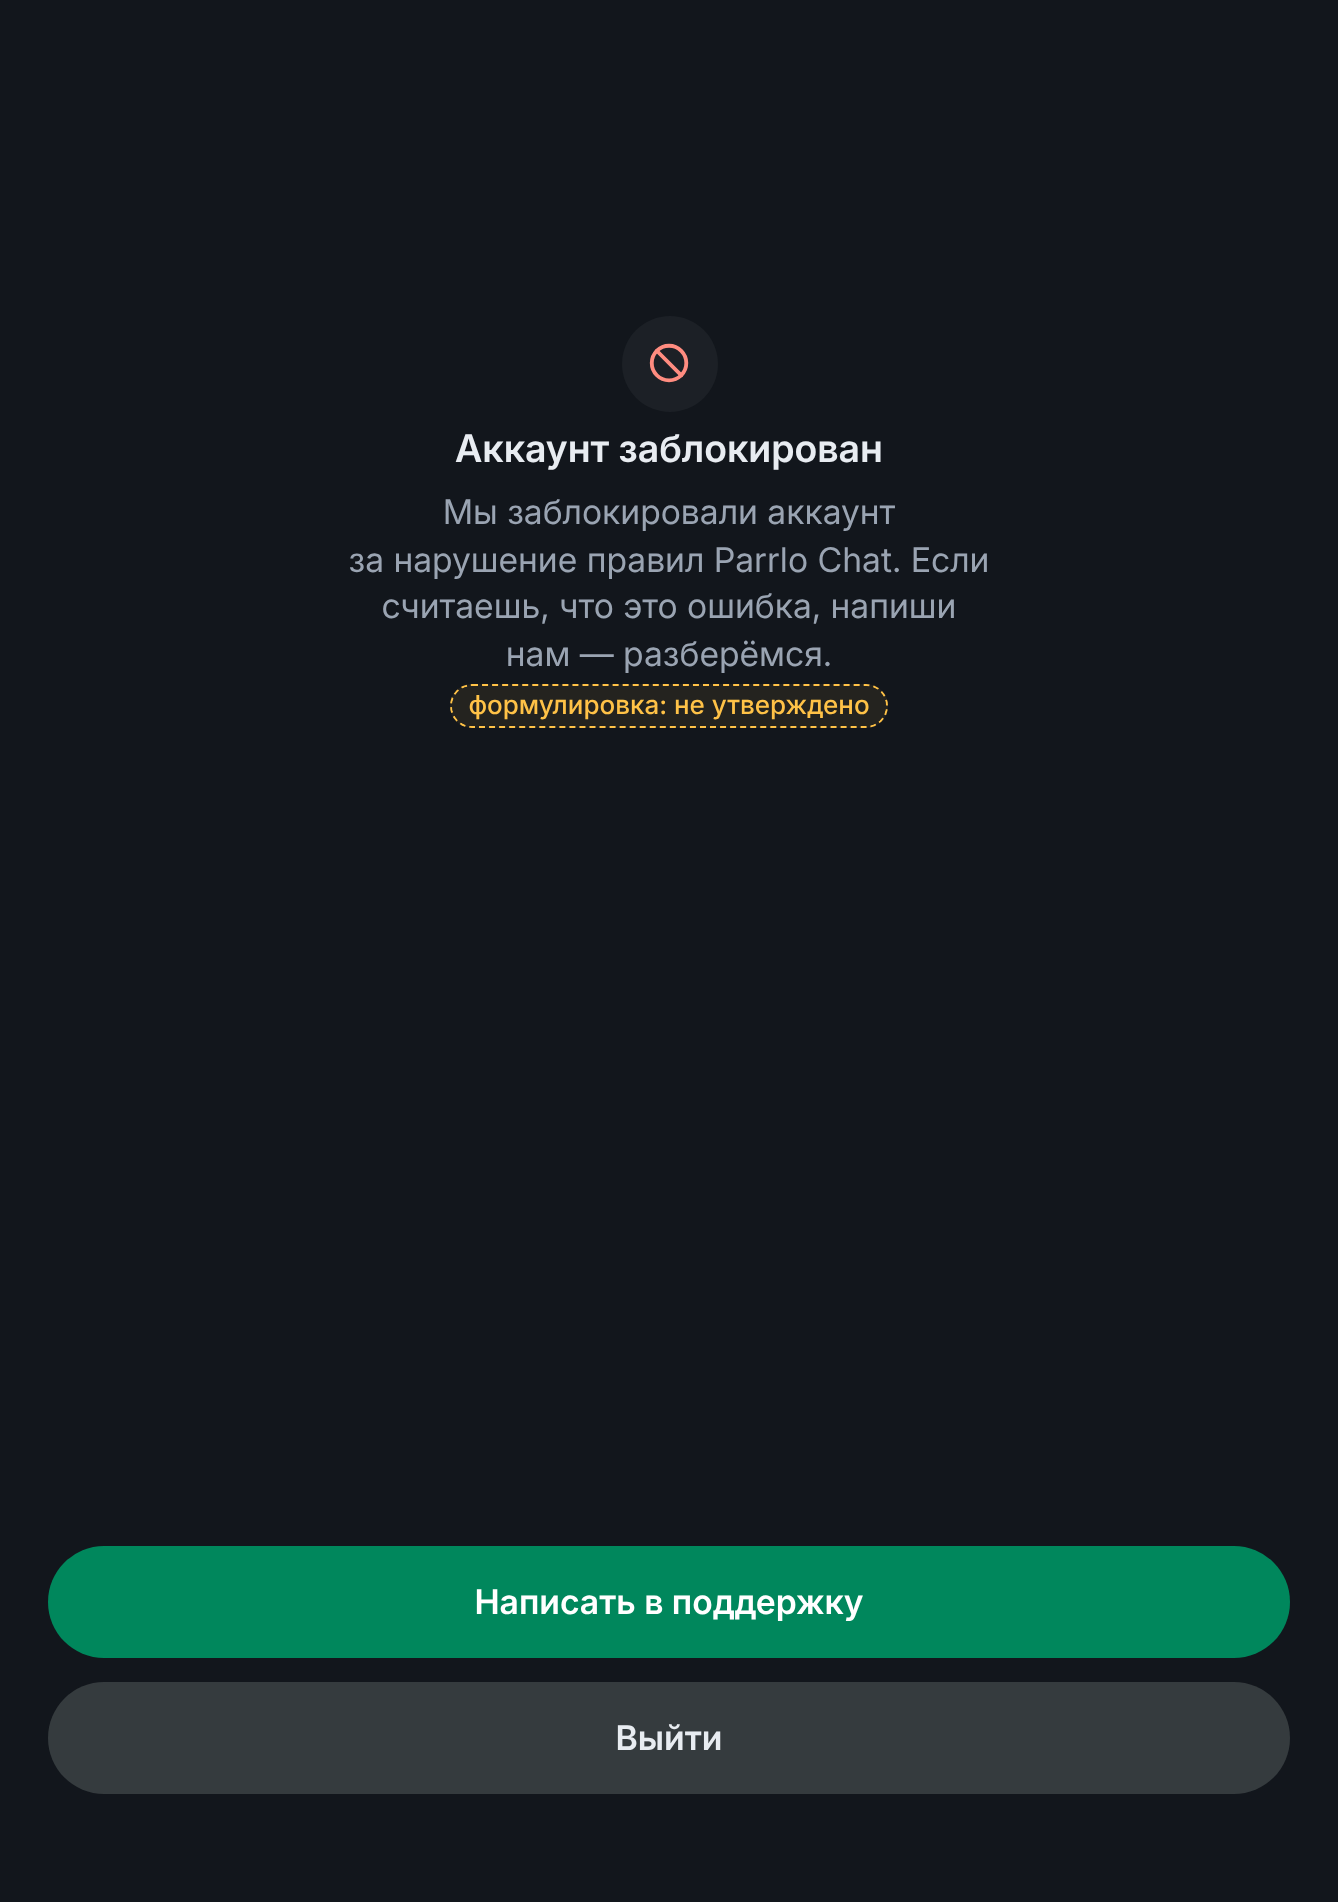 Аккаунт заблокирован
Мы заблокировали аккаунт
за нарушение правил Parrlo Chat. Если
считаешь, что это ошибка, напиши
нам — разберёмся.
формулировка: не утверждено
Написать в поддержку
Выйти